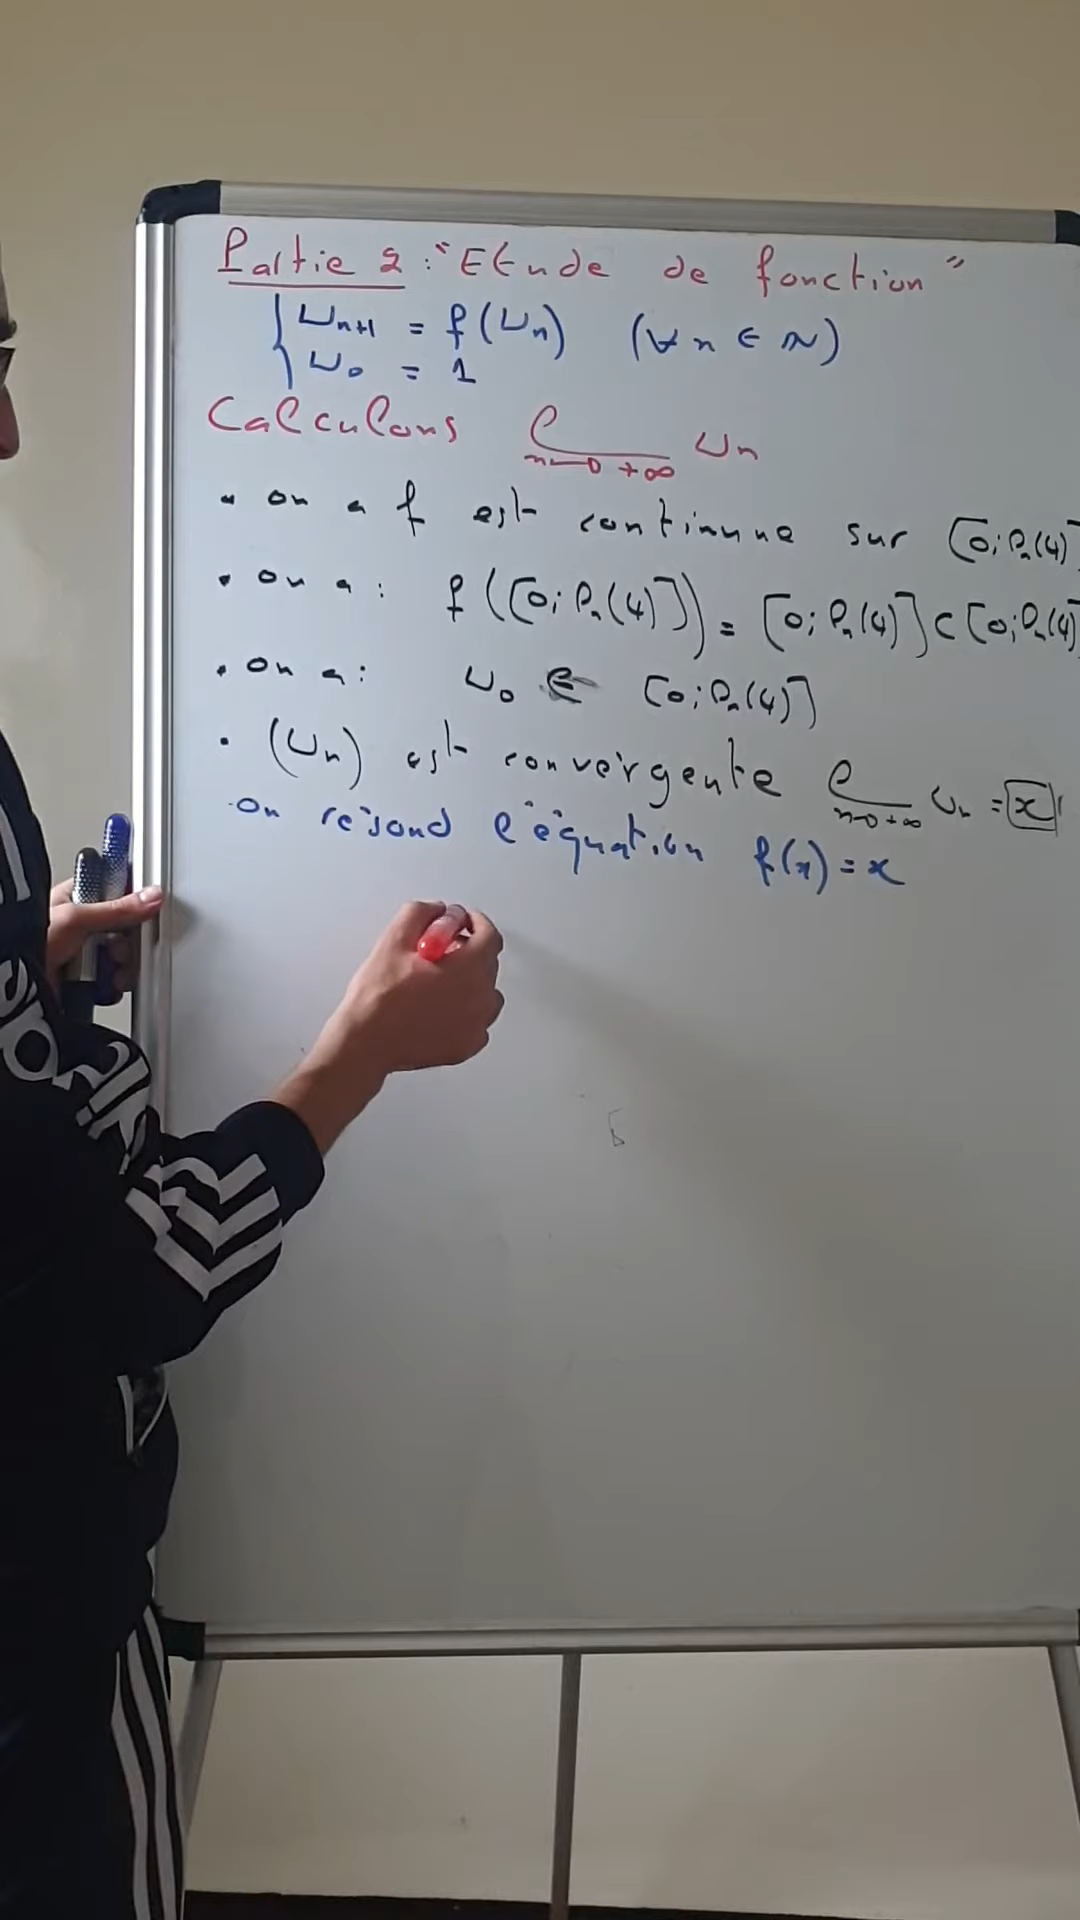 Partie 2 : "Etude de fonction"
Un+1 = f(Un) (∀ n ∈ ℕ)
U0 = 1
Calculons l n→+∞ Un
• on a f est continue sur [0; ln(4)]
• on a : f([0; ln(4)]) = [0; ln(4)] ⊂ [0; ln(4)]
• on a : U0 ∈ [0; ln(4)]
• (Un) est convergente l n→+∞ Un = x
on résoud l'équation f(x) = x